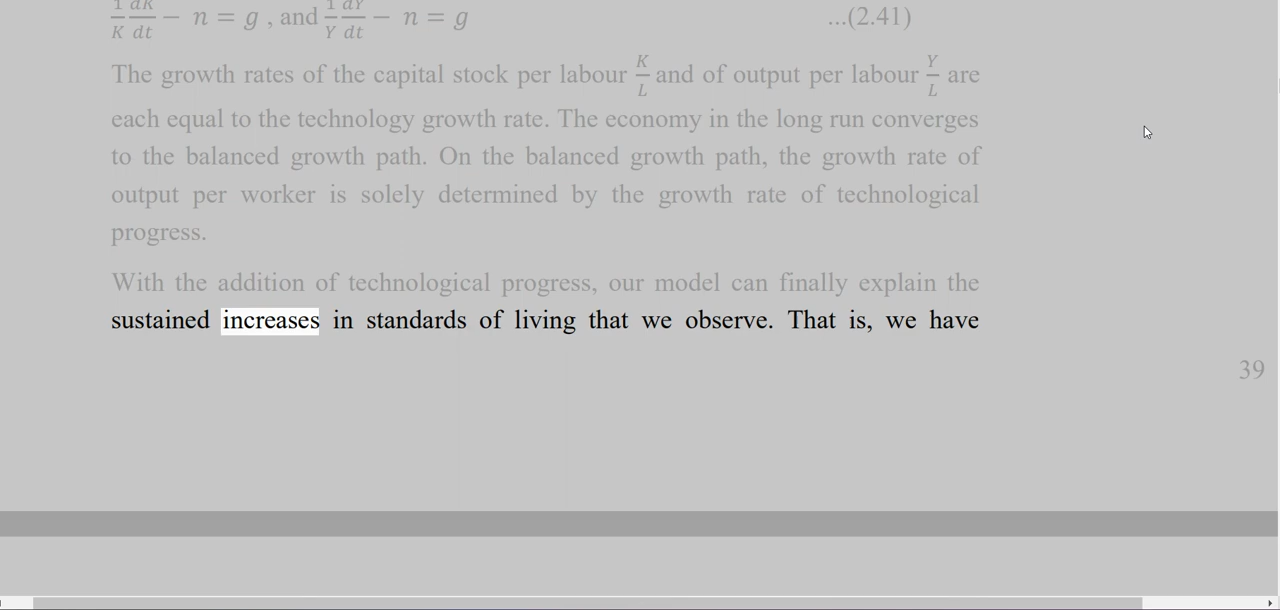 1/K dK/dt − n = g , and 1/Y dY/dt − n = g ...(2.41)
The growth rates of the capital stock per labour K/L and of output per labour Y/L are
each equal to the technology growth rate. The economy in the long run converges
to the balanced growth path. On the balanced growth path, the growth rate of
output per worker is solely determined by the growth rate of technological
progress.
With the addition of technological progress, our model can finally explain the
sustained increases in standards of living that we observe. That is, we have
39